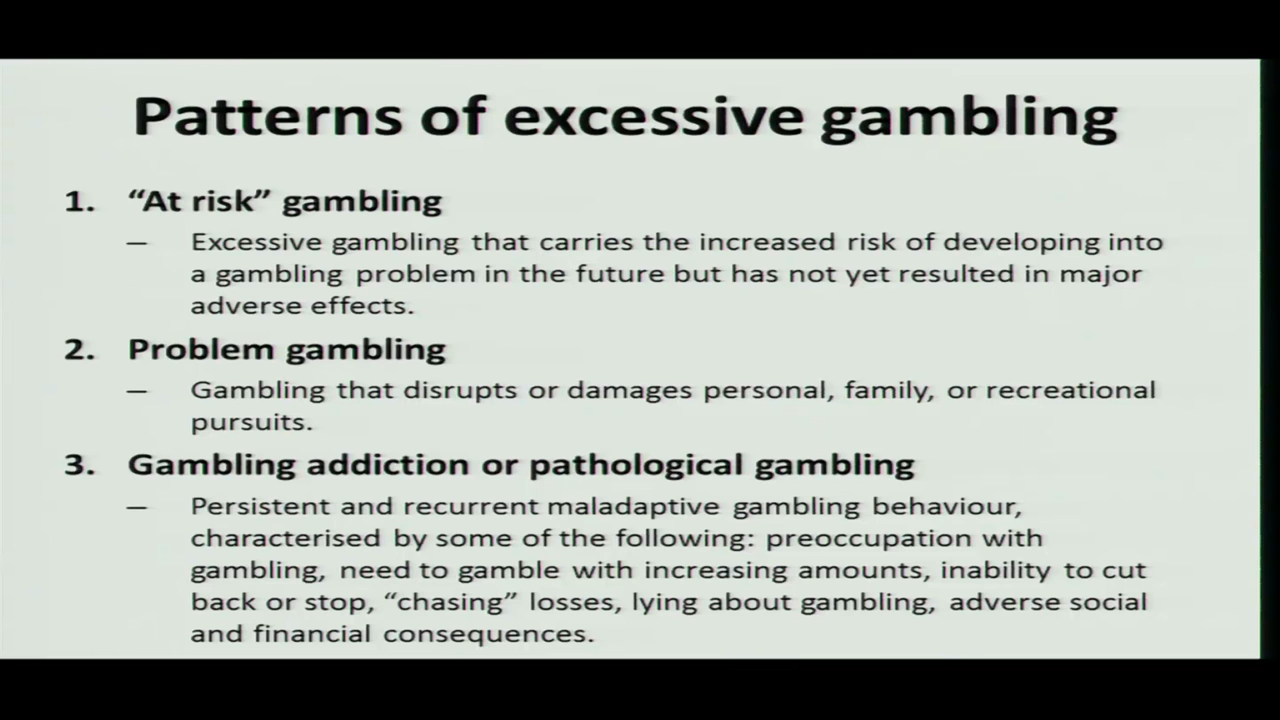 Patterns of excessive gambling
1. “At risk” gambling
– Excessive gambling that carries the increased risk of developing into
a gambling problem in the future but has not yet resulted in major
adverse effects.
2. Problem gambling
– Gambling that disrupts or damages personal, family, or recreational
pursuits.
3. Gambling addiction or pathological gambling
– Persistent and recurrent maladaptive gambling behaviour,
characterised by some of the following: preoccupation with
gambling, need to gamble with increasing amounts, inability to cut
back or stop, “chasing” losses, lying about gambling, adverse social
and financial consequences.